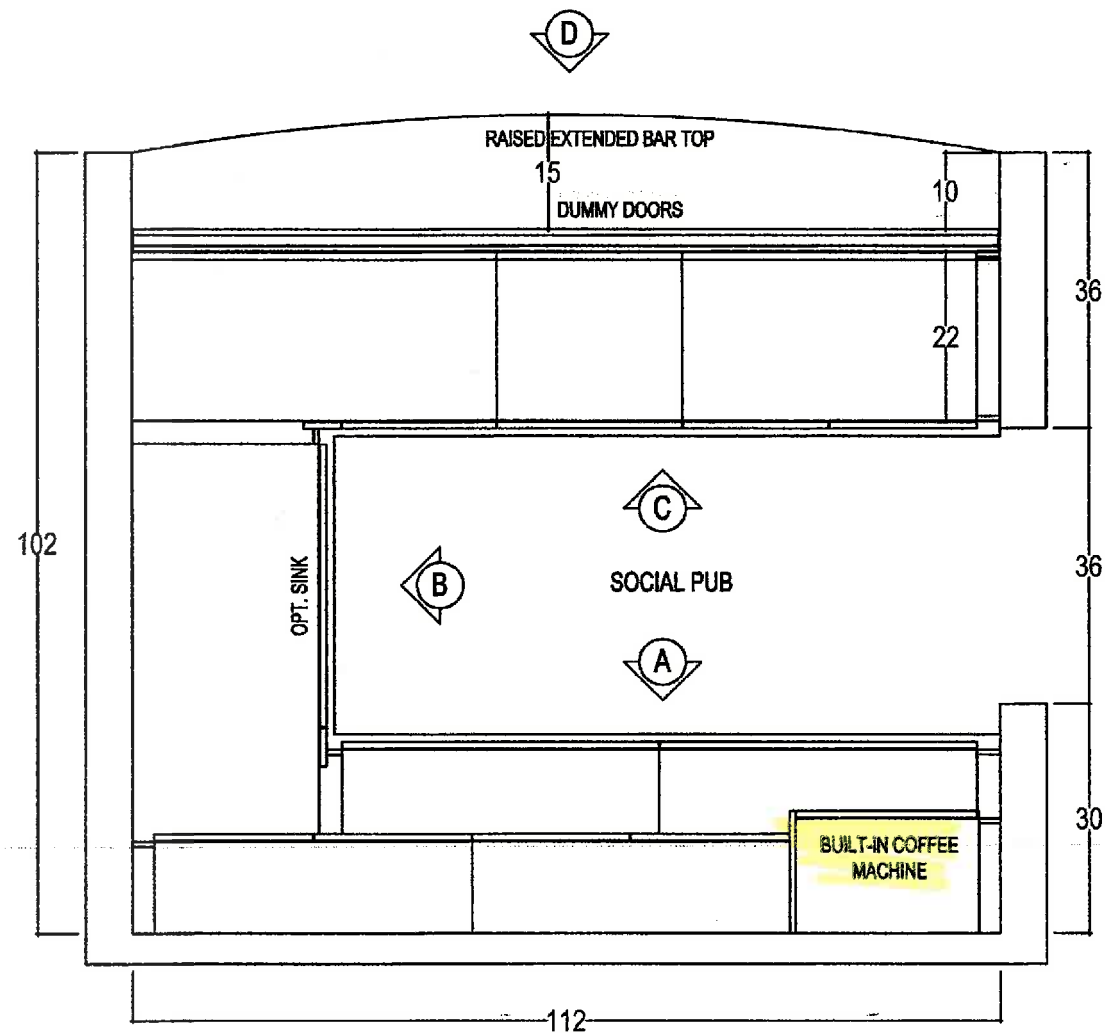 D
RAISED EXTENDED BAR TOP
15
10
DUMMY DOORS
36
22
C
102
36
OPT. SINK
B
SOCIAL PUB
A
30
BUILT-IN COFFEE
MACHINE
112